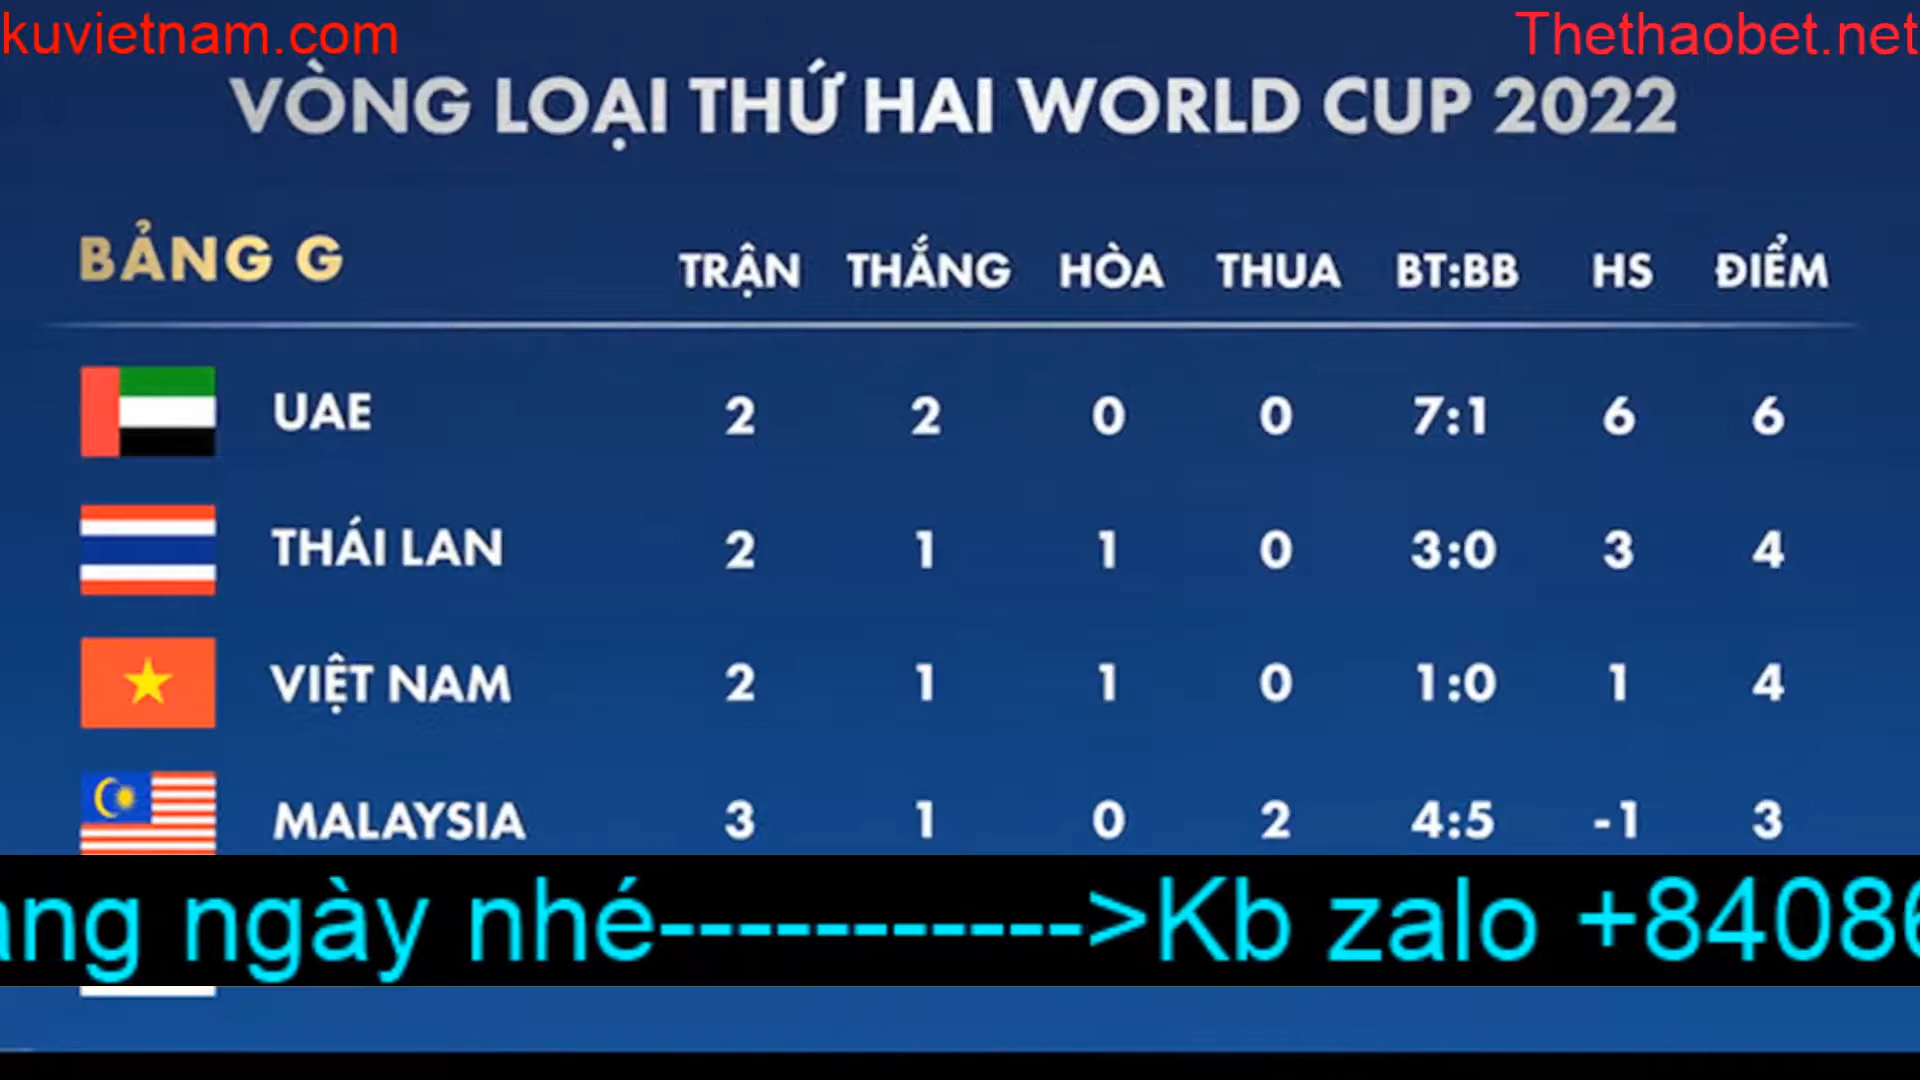 kuvietnam.com
Thethaobet.net
VÒNG LOẠI THỨ HAI WORLD CUP 2022
BẢNG G TRẬN THẮNG HÒA THUA BT:BB HS ĐIỂM
UAE 2 2 0 0 7:1 6 6
THÁI LAN 2 1 1 0 3:0 3 4
VIỆT NAM 2 1 1 0 1:0 1 4
MALAYSIA 3 1 0 2 4:5 -1 3
ngày nhé----------->Kb zalo